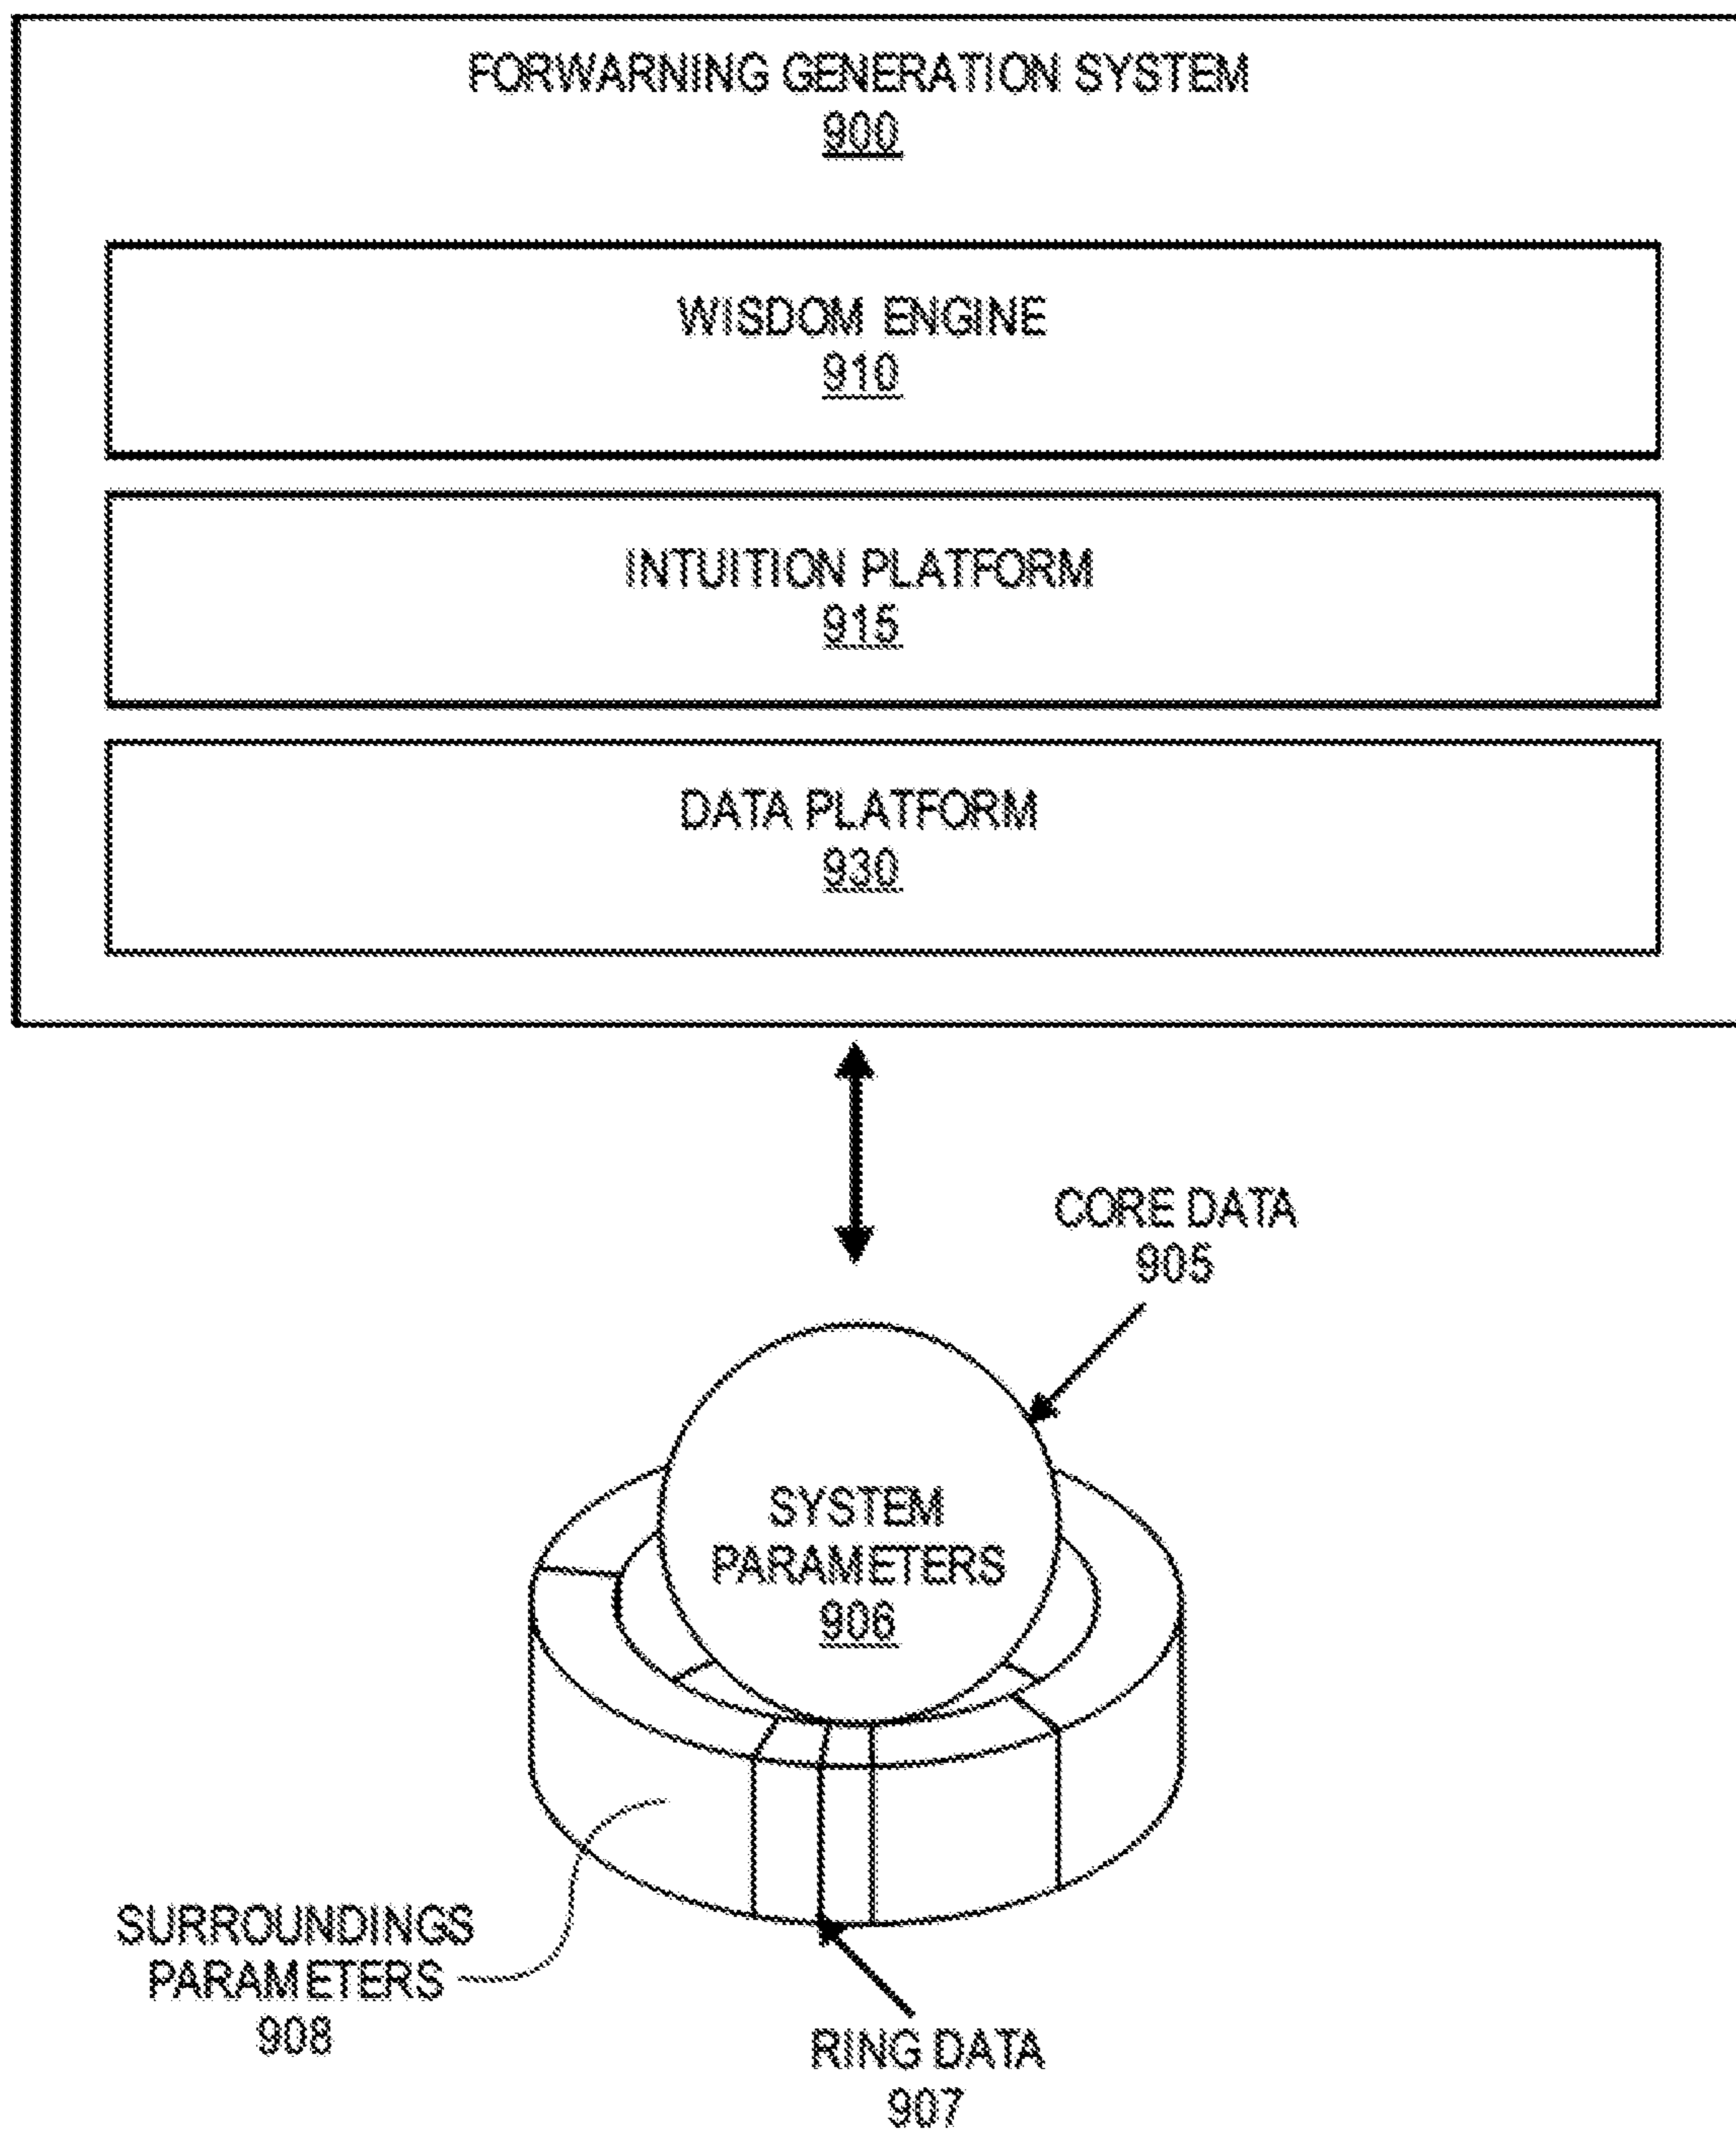 FORWARNING GENERATION SYSTEM
900
WISDOM ENGINE
910
INTUITION PLATFORM
915
DATA PLATFORM
930
CORE DATA
905
SYSTEM
PARAMETERS
906
SURROUNDINGS
PARAMETERS
908
RING DATA
907